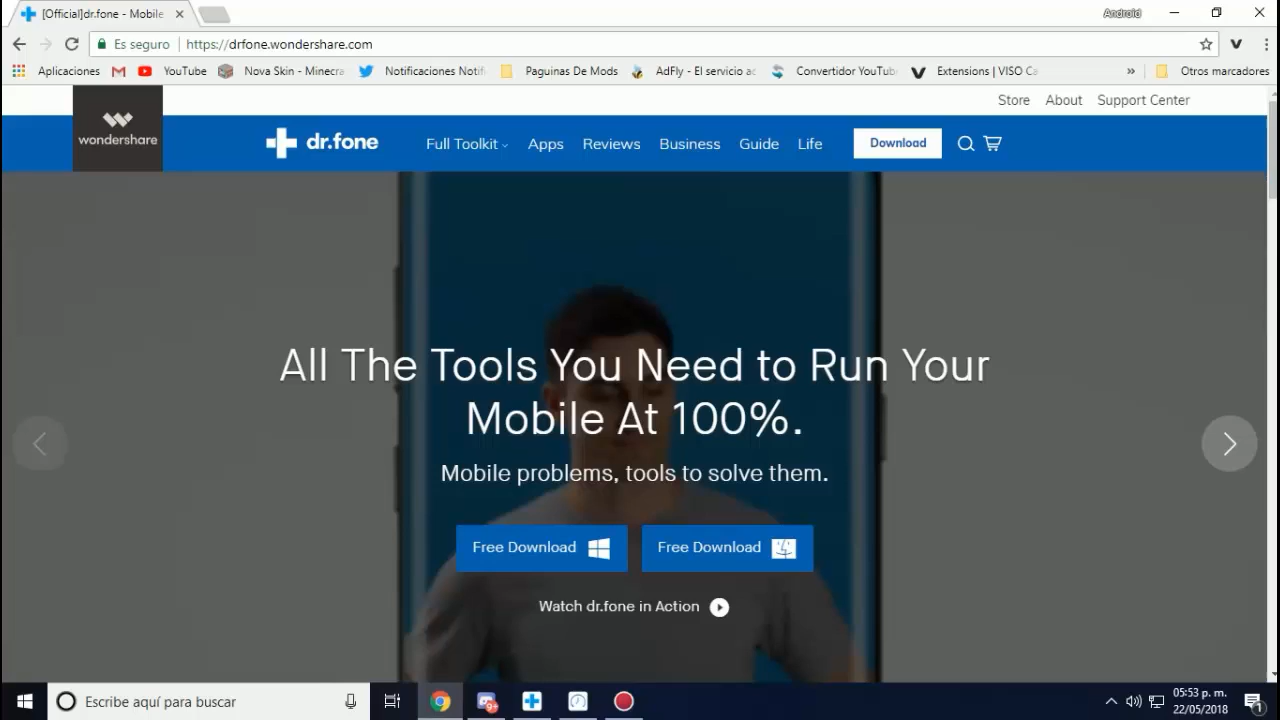 [Official]dr.fone - Mobile
Android
Es seguro
https://drfone.wondershare.com
Aplicaciones
YouTube
Nova Skin - Minecra
Notificaciones Notif
Paguinas De Mods
AdFly - El servicio ac
Convertidor YouTub
Extensions | VISO Ca
»
Otros marcadores
Store
About
Support Center
wondershare
dr.fone
Full Toolkit
Apps
Reviews
Business
Guide
Life
Download
All The Tools You Need to Run Your
Mobile At 100%.
Mobile problems, tools to solve them.
Free Download
Free Download
Watch dr.fone in Action
Escribe aquí para buscar
05:53 p. m.
22/05/2018
1